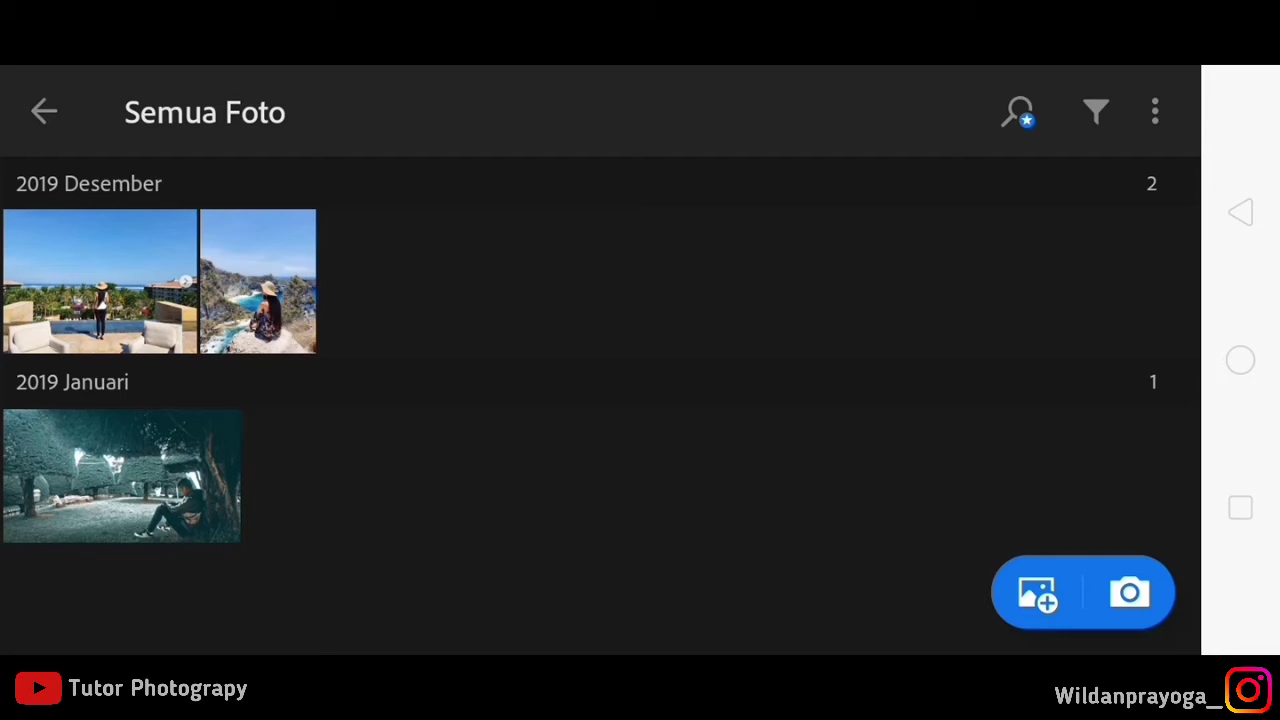 Semua Foto
2019 Desember
2
2019 Januari
1
Tutor Photograpy
Wildanprayoga_